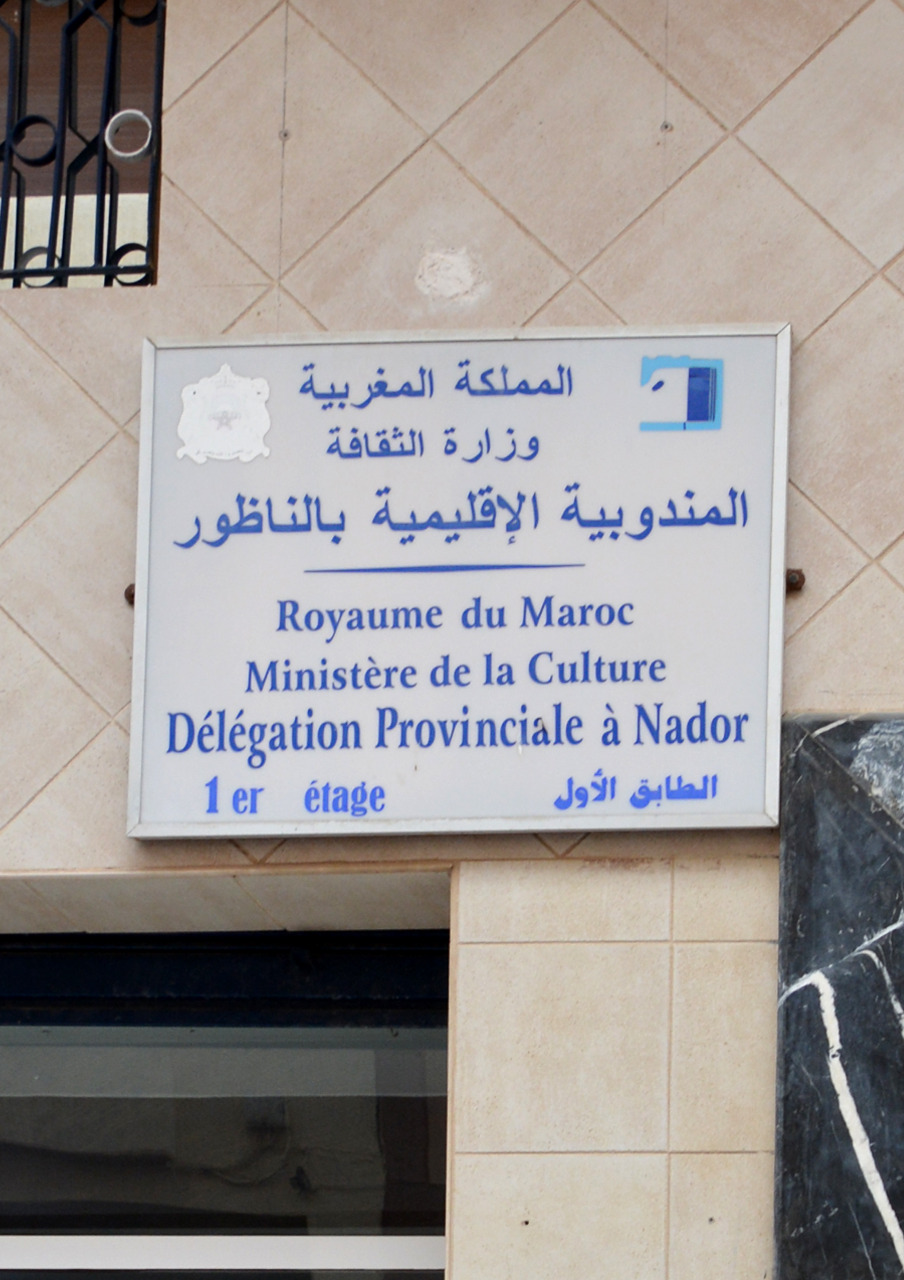 المملكة المغربية
وزارة الثقافة
المندوبية الإقليمية بالناظور
Royaume du Maroc
Ministère de la Culture
Délégation Provinciale à Nador
1er étage
الطابق الأول